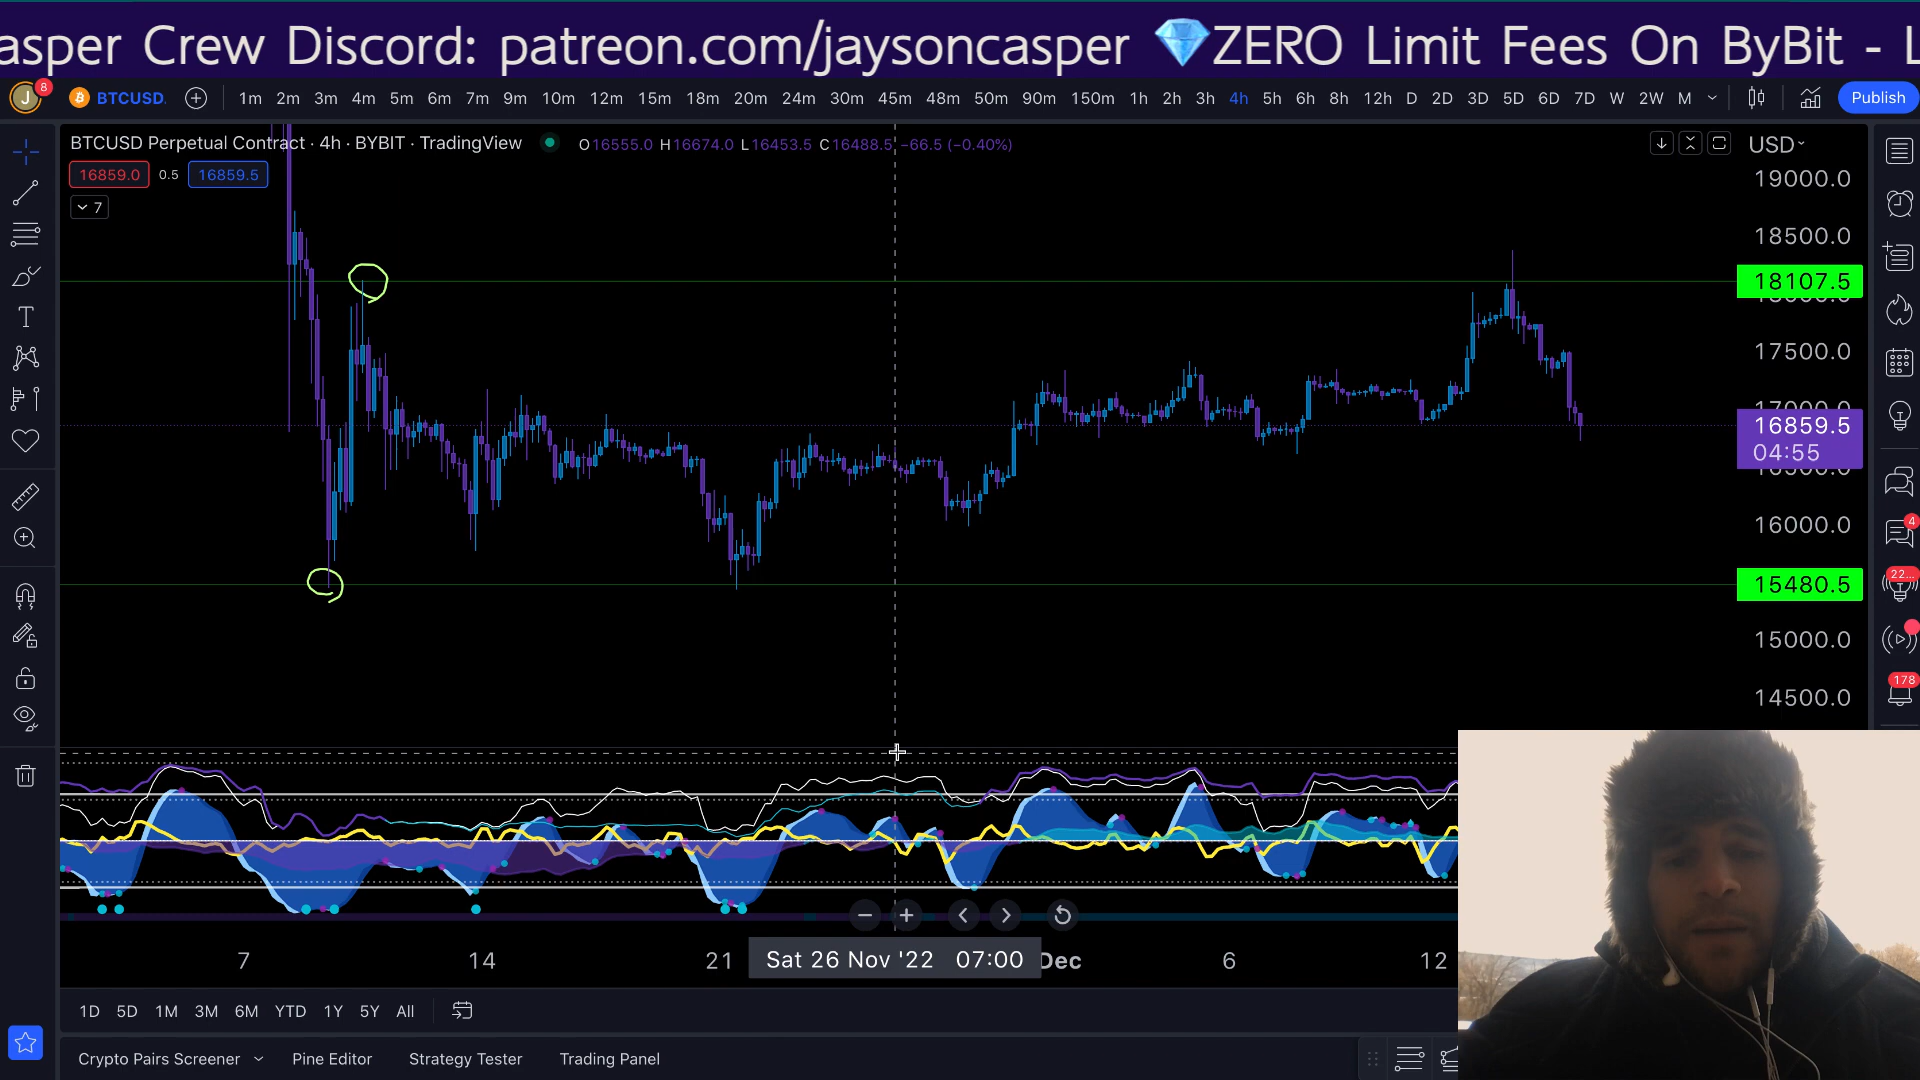 asper Crew Discord: patreon.com/jaysoncasper 💎ZERO Limit Fees On ByBit - L
J 8 BTCUSD 1m 2m 3m 4m 5m 6m 7m 9m 10m 12m 15m 18m 20m 24m 30m 45m 48m 50m 90m 150m 1h 2h 3h 4h 5h 6h 8h 12h D 2D 3D 5D 6D 7D W 2W M Publish
BTCUSD Perpetual Contract · 4h · BYBIT · TradingView O16555.0 H16674.0 L16453.5 C16488.5 −66.5 (−0.40%) USD
16859.0 0.5 16859.5
7
19000.0
18500.0
18107.5
17500.0
16859.5
04:55
16000.0
15480.5
15000.0
14500.0
4
22...
178
7 14 21 Sat 26 Nov '22 07:00 Dec 6 12
1D 5D 1M 3M 6M YTD 1Y 5Y All
Crypto Pairs Screener Pine Editor Strategy Tester Trading Panel